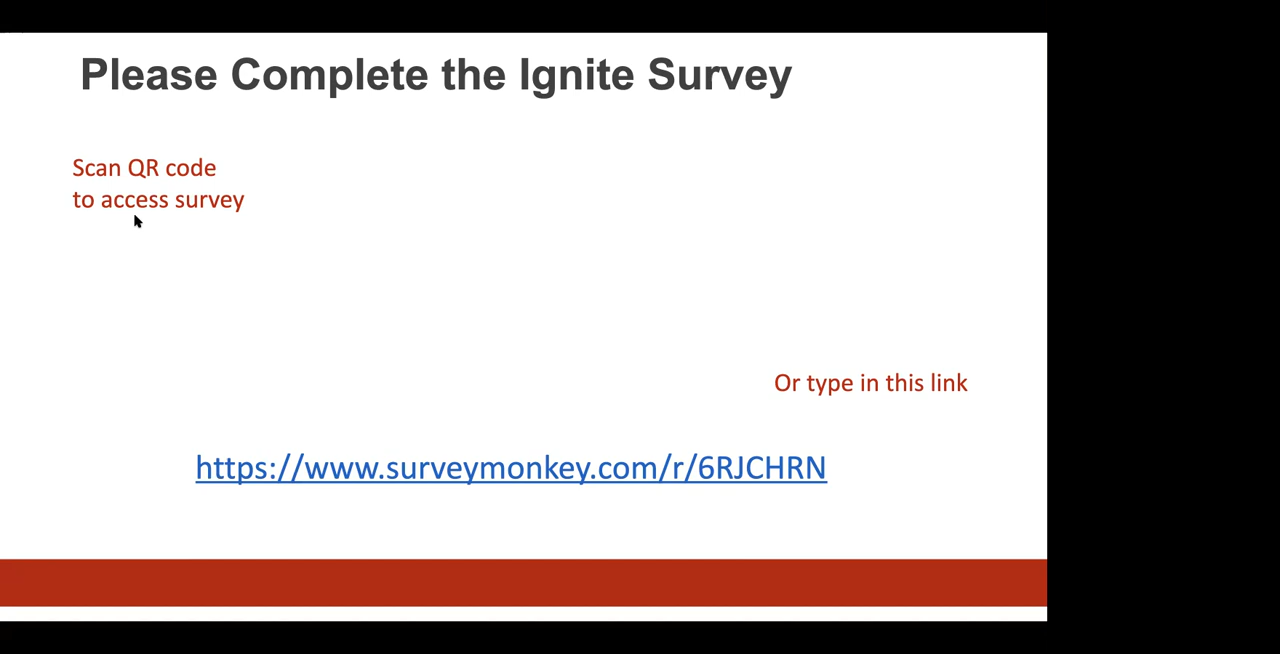 Please Complete the Ignite Survey
Scan QR code
to access survey
Or type in this link
https://www.surveymonkey.com/r/6RJCHRN